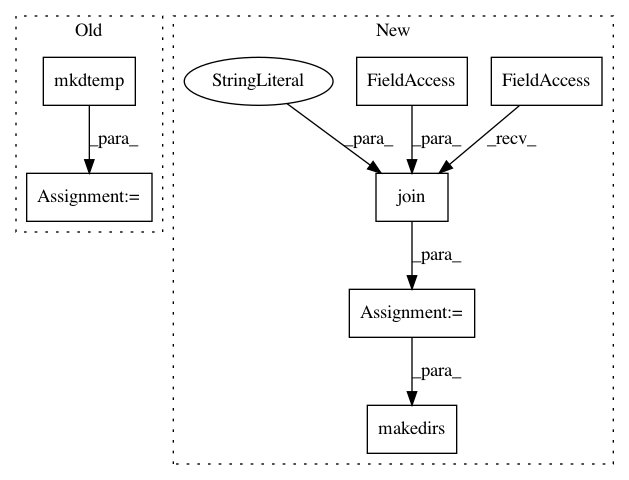 Old
New
mkdtemp
StringLiteral
FieldAccess
FieldAccess
_para_
_para_
_para_
_recv_
Assignment:=
join
_para_
Assignment:=
_para_
makedirs